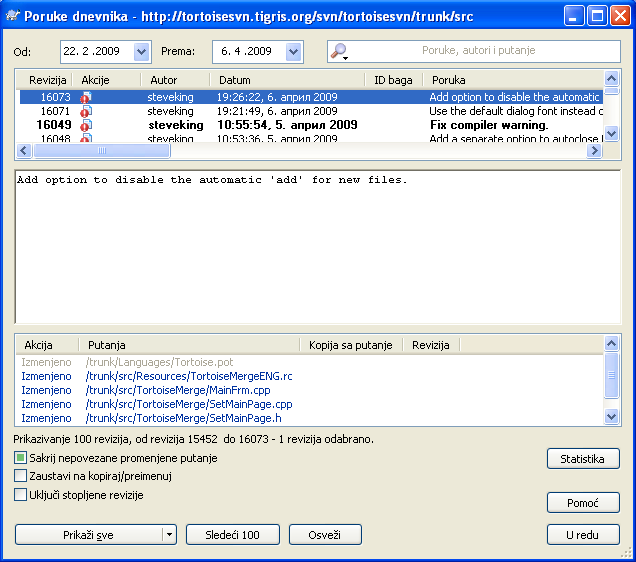 Poruke dnevnika - http://tortoisesvn.tigris.org/svn/tortoisesvn/trunk/src
Od: 22. 2 .2009 Prema: 6. 4 .2009 Poruke, autori i putanje
Revizija Akcije Autor Datum ID baga Poruka
16073 steveking 19:26:22, 6. април 2009 Add option to disable the automatic
16071 steveking 19:21:49, 6. април 2009 Use the default dialog font instead o
16049 steveking 10:55:54, 5. април 2009 Fix compiler warning.
16048 steveking 10:53:36, 5. април 2009 Add a separate option to autoclose
Add option to disable the automatic 'add' for new files.
Akcija Putanja Kopija sa putanje Revizija
Izmenjeno /trunk/Languages/Tortoise.pot
Izmenjeno /trunk/src/Resources/TortoiseMergeENG.rc
Izmenjeno /trunk/src/TortoiseMerge/MainFrm.cpp
Izmenjeno /trunk/src/TortoiseMerge/SetMainPage.cpp
Izmenjeno /trunk/src/TortoiseMerge/SetMainPage.h
Prikazivanje 100 revizija, od revizija 15452 do 16073 - 1 revizija odabrano.
Sakrij nepovezane promenjene putanje
Statistika
Zaustavi na kopiraj/preimenuj
Uključi stopljene revizije
Pomoć
Prikaži sve Sledeći 100 Osveži U redu